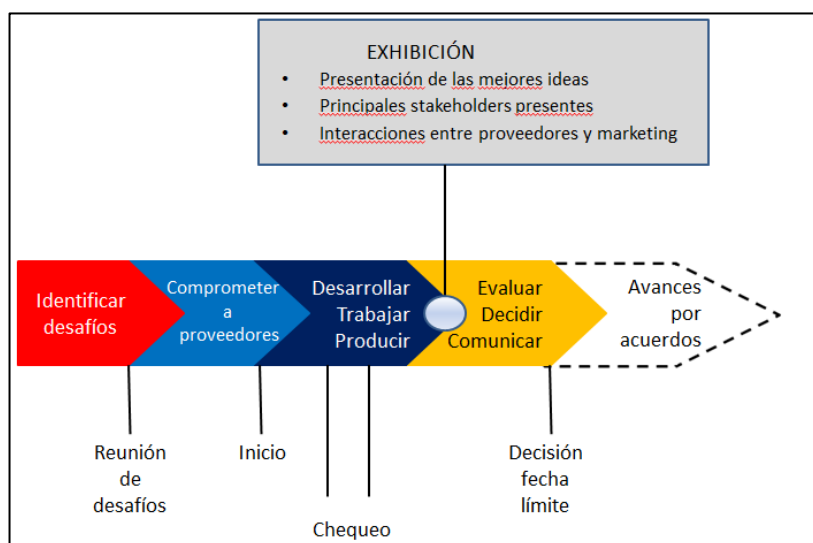 EXHIBICIÓN
• Presentación de las mejores ideas
• Principales stakeholders presentes
• Interacciones entre proveedores y marketing
Identificar
desafíos
Comprometer
a
proveedores
Desarrollar
Trabajar
Producir
Evaluar
Decidir
Comunicar
Avances
por
acuerdos
Reunión
de
desafíos
Inicio
Chequeo
Decisión
fecha
límite